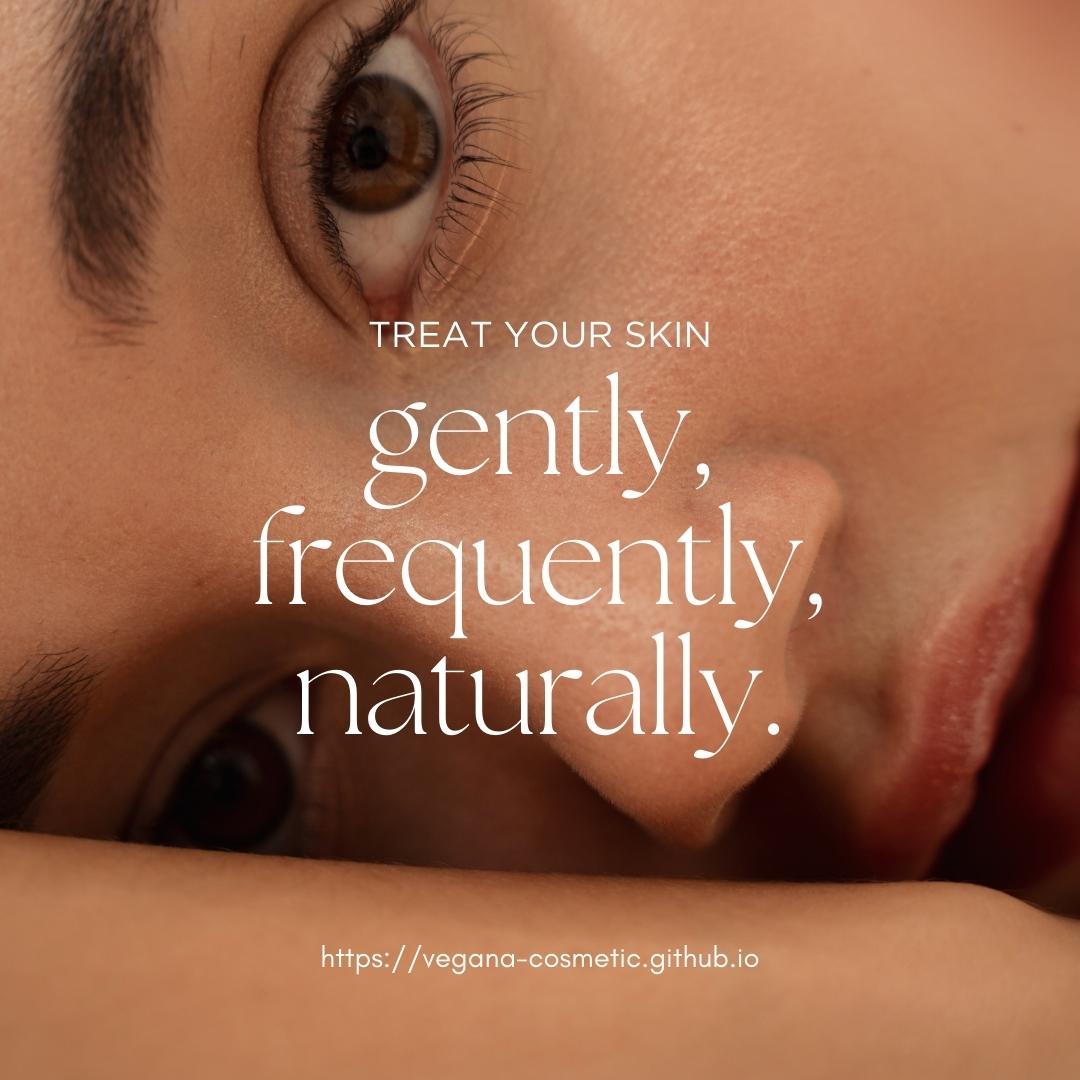 TREAT YOUR SKIN
gently,
frequently,
naturally.
https://vegana-cosmetic.github.io